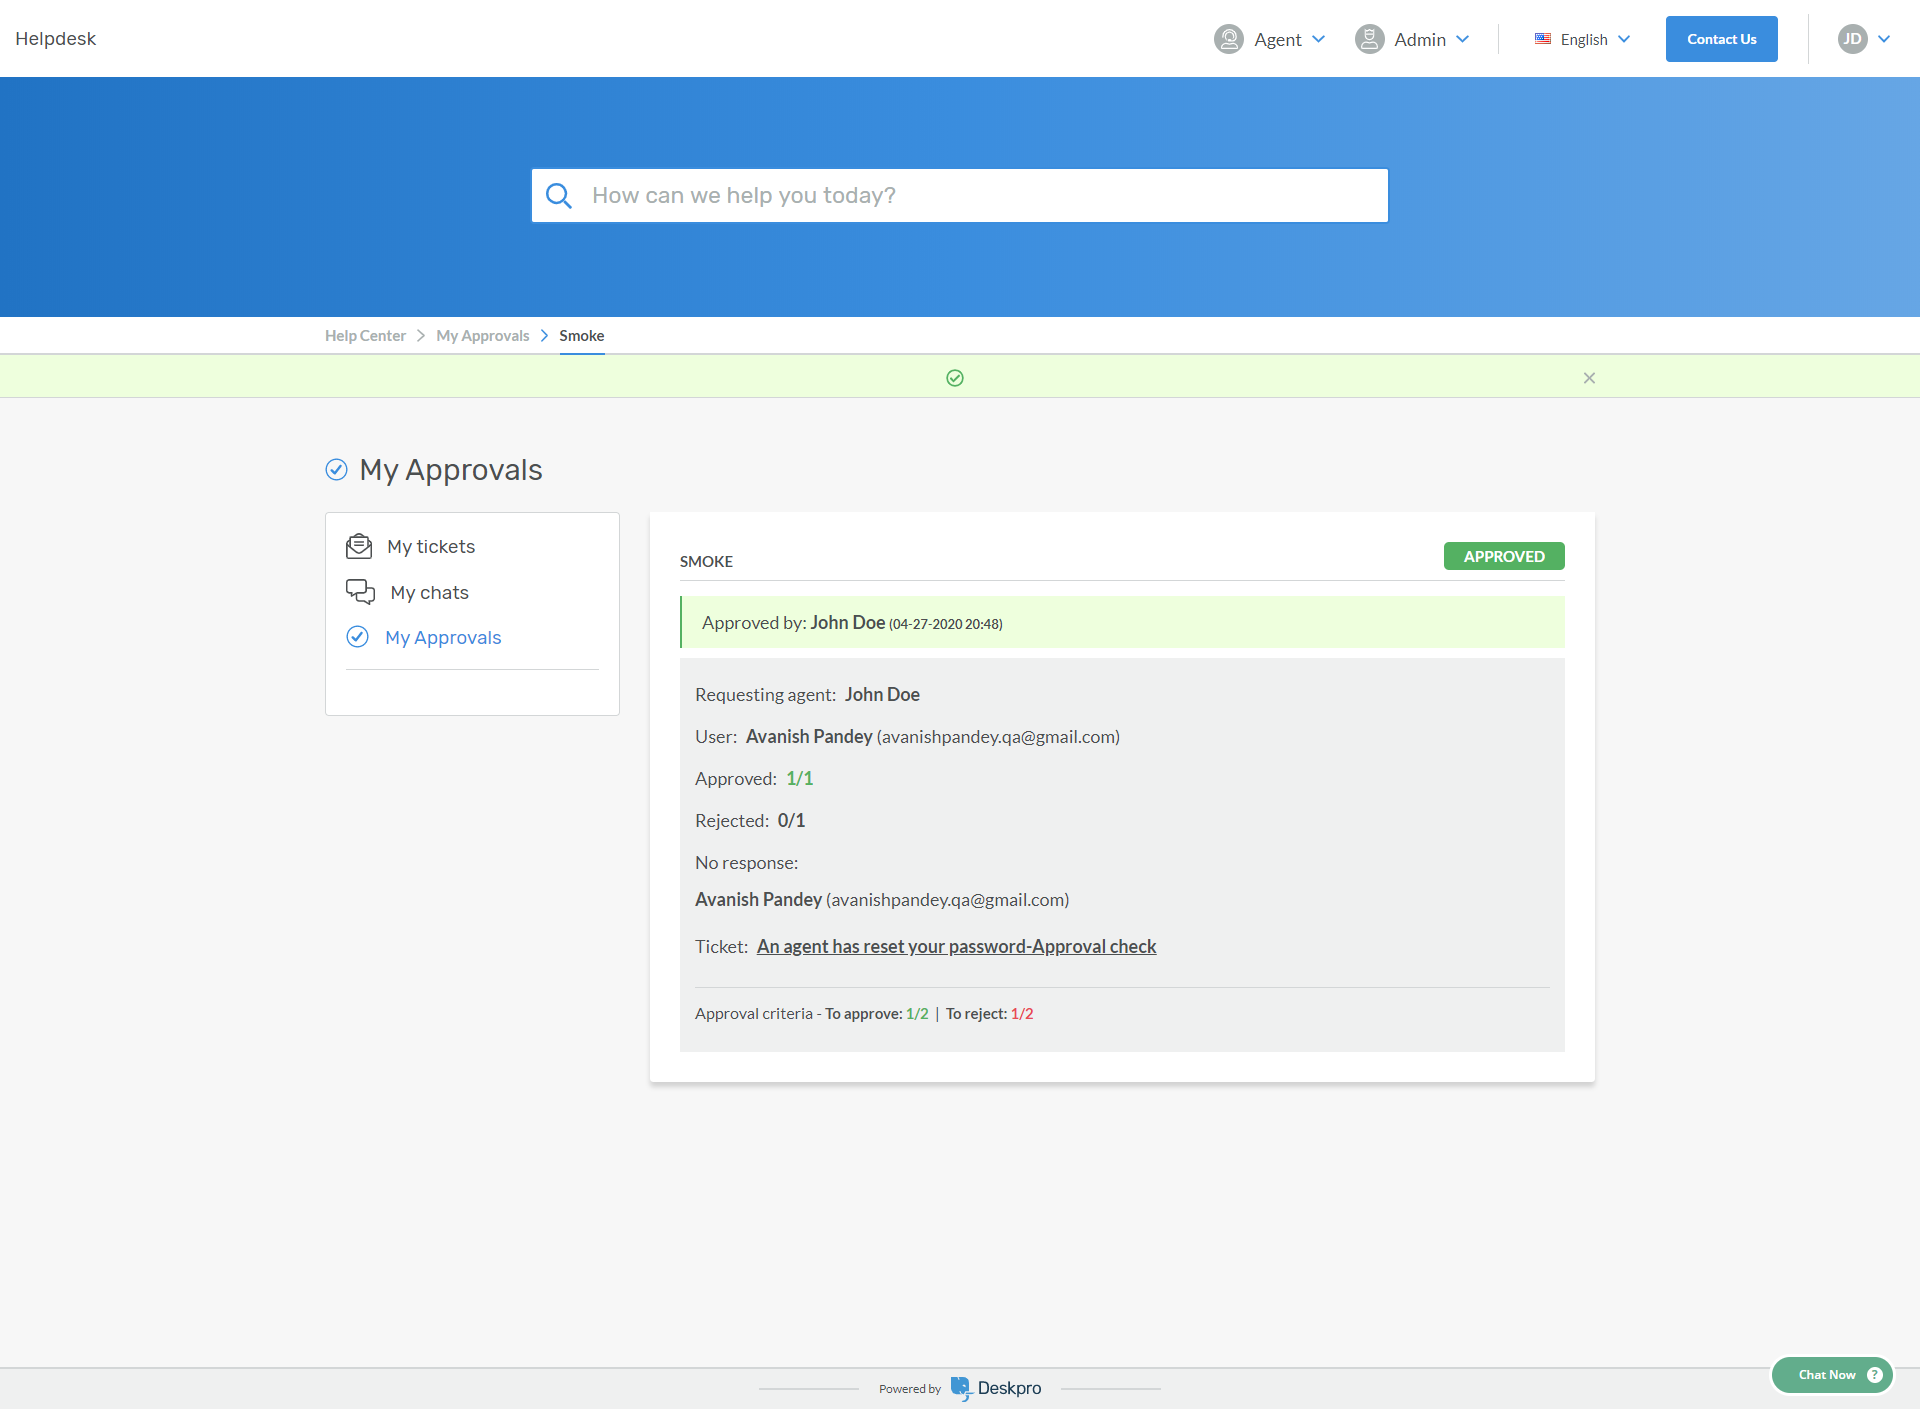 Helpdesk
Agent
Admin
English
Contact Us
JD
How can we help you today?
Help Center
My Approvals
Smoke
My Approvals
My tickets
My chats
My Approvals
SMOKE
APPROVED
Approved by: John Doe (04-27-2020 20:48)
Requesting agent: John Doe
User: Avanish Pandey (avanishpandey.qa@gmail.com)
Approved: 1/1
Rejected: 0/1
No response:
Avanish Pandey (avanishpandey.qa@gmail.com)
Ticket: An agent has reset your password-Approval check
Approval criteria - To approve: 1/2 | To reject: 1/2
Chat Now ?
Powered by Deskpro